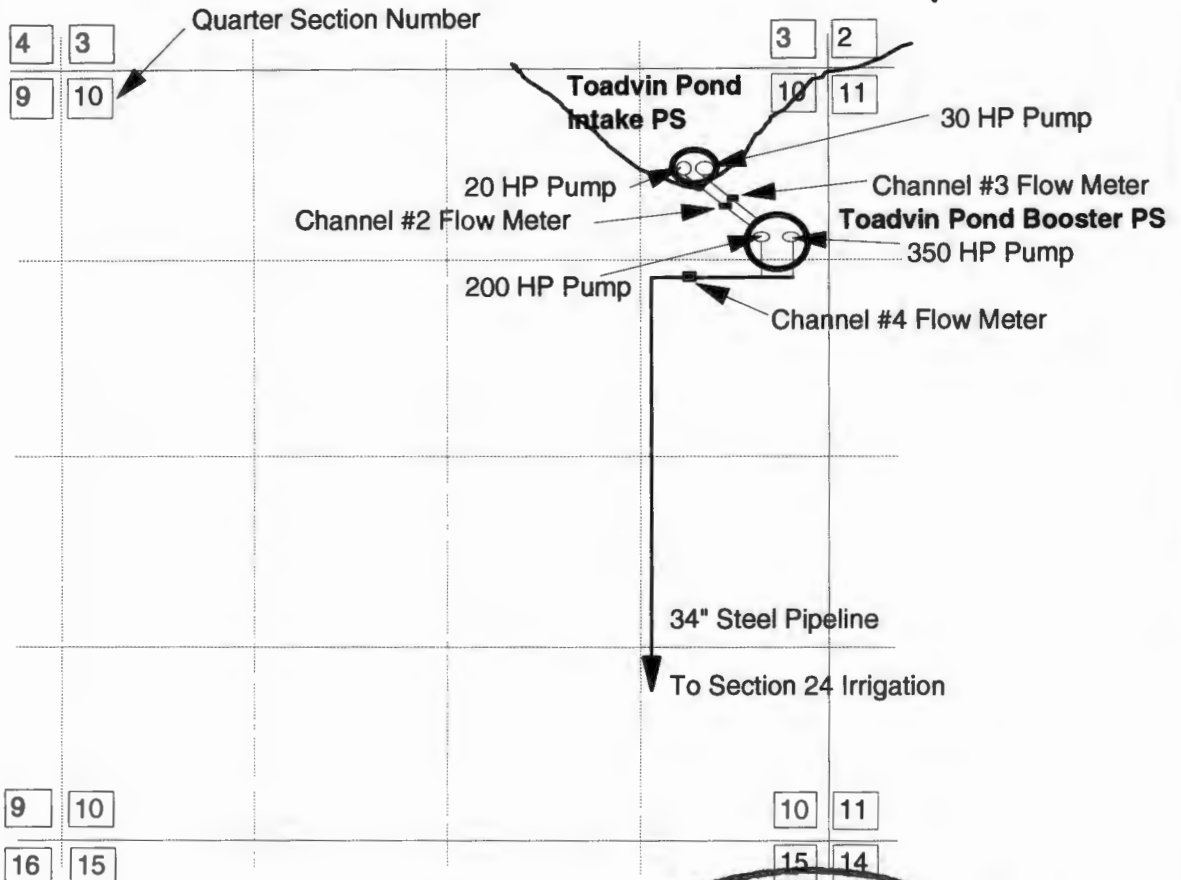 Quarter Section Number
4 3
3 2
9 10
10 11
Toadvin Pond
Intake PS
30 HP Pump
20 HP Pump
Channel #3 Flow Meter
Channel #2 Flow Meter
Toadvin Pond Booster PS
350 HP Pump
200 HP Pump
Channel #4 Flow Meter
34" Steel Pipeline
To Section 24 Irrigation
9 10
10 11
16 15
15 14